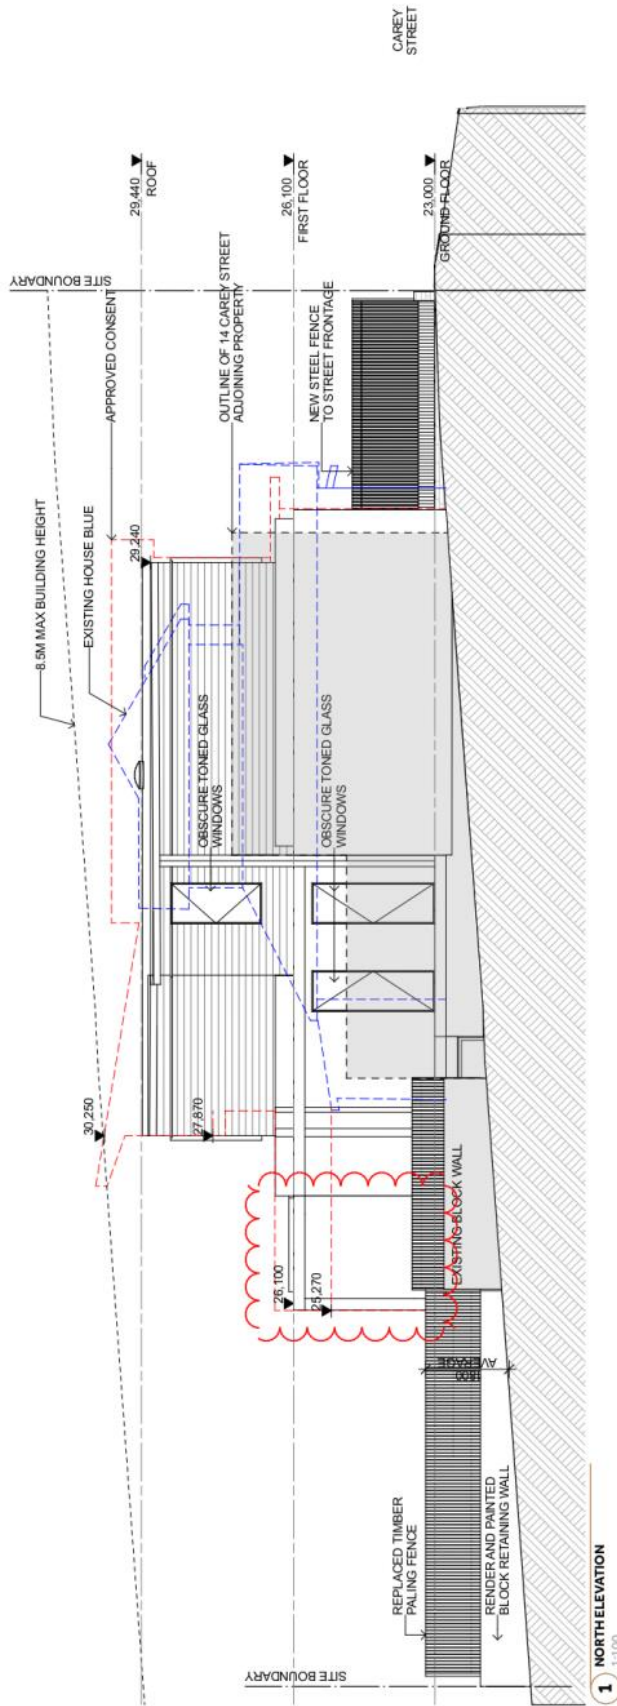 CAREY
STREET
29,440
ROOF
26,100
FIRST FLOOR
23,000
GROUND FLOOR
SITE BOUNDARY
APPROVED CONSENT
OUTLINE OF 14 CAREY STREET
ADJOINING PROPERTY
NEW STEEL FENCE
TO STREET FRONTAGE
8.5M MAX BUILDING HEIGHT
EXISTING HOUSE BLUE
29,240
OBSCURE TONED GLASS
WINDOWS
OBSCURE TONED GLASS
WINDOWS
30,250
27,870
26,100
25,270
EXISTING BLOCK WALL
1800
AVERAGE
REPLACED TIMBER
PALING FENCE
RENDER AND PAINTED
BLOCK RETAINING WALL
SITE BOUNDARY
1
NORTH ELEVATION
1:100